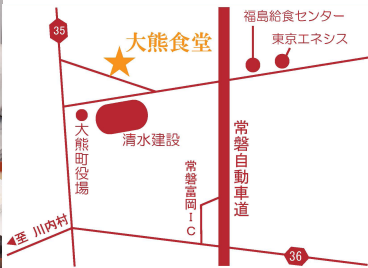 35
福島給食センター
東京エネシス
大熊食堂
清水建設
大熊町役場
常磐自動車道
常磐富岡IC
至 川内村
36